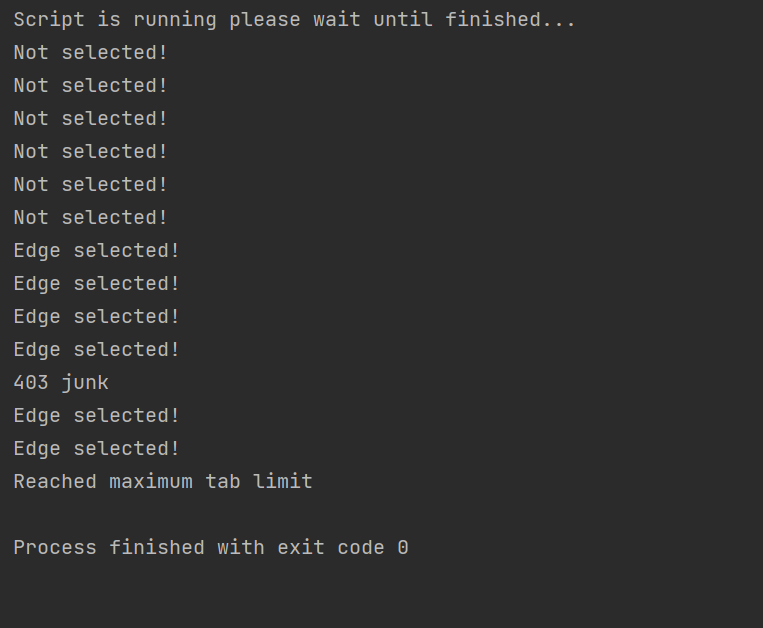 Script is running please wait until finished...
Not selected!
Not selected!
Not selected!
Not selected!
Not selected!
Not selected!
Edge selected!
Edge selected!
Edge selected!
Edge selected!
403 junk
Edge selected!
Edge selected!
Reached maximum tab limit
Process finished with exit code 0